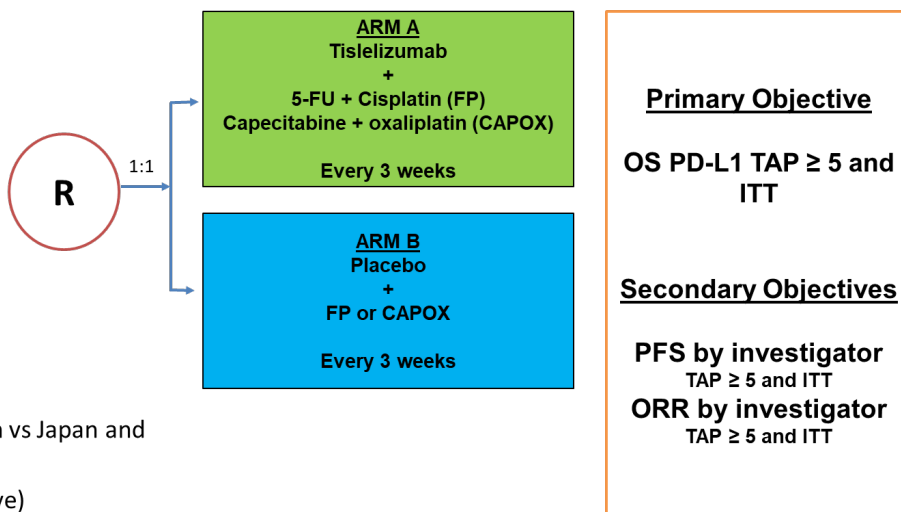 R
1:1
ARM A
Tislelizumab
+
5-FU + Cisplatin (FP)
Capecitabine + oxaliplatin (CAPOX)
Every 3 weeks
ARM B
Placebo
+
FP or CAPOX
Every 3 weeks
Primary Objective
OS PD-L1 TAP ≥ 5 and
ITT
Secondary Objectives
PFS by investigator
TAP ≥ 5 and ITT
ORR by investigator
TAP ≥ 5 and ITT
vs Japan and